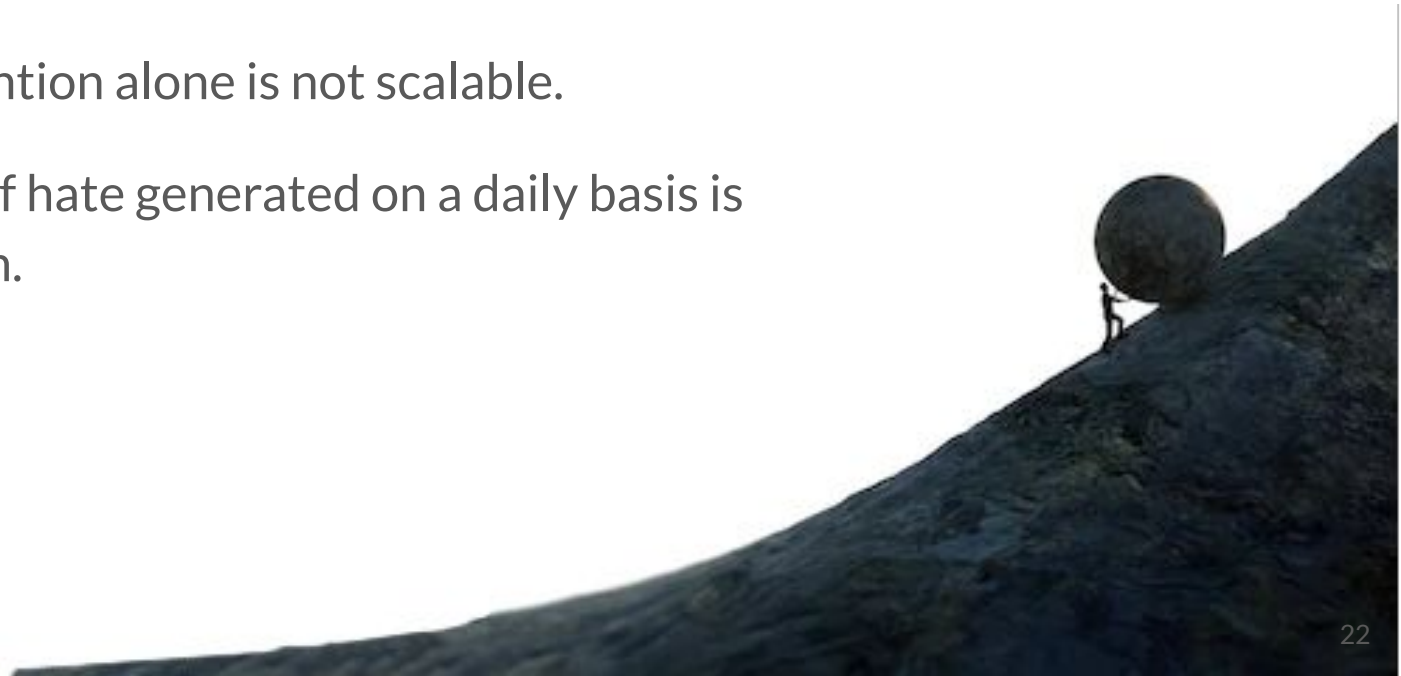 ntion alone is not scalable.
f hate generated on a daily basis is
n.
22